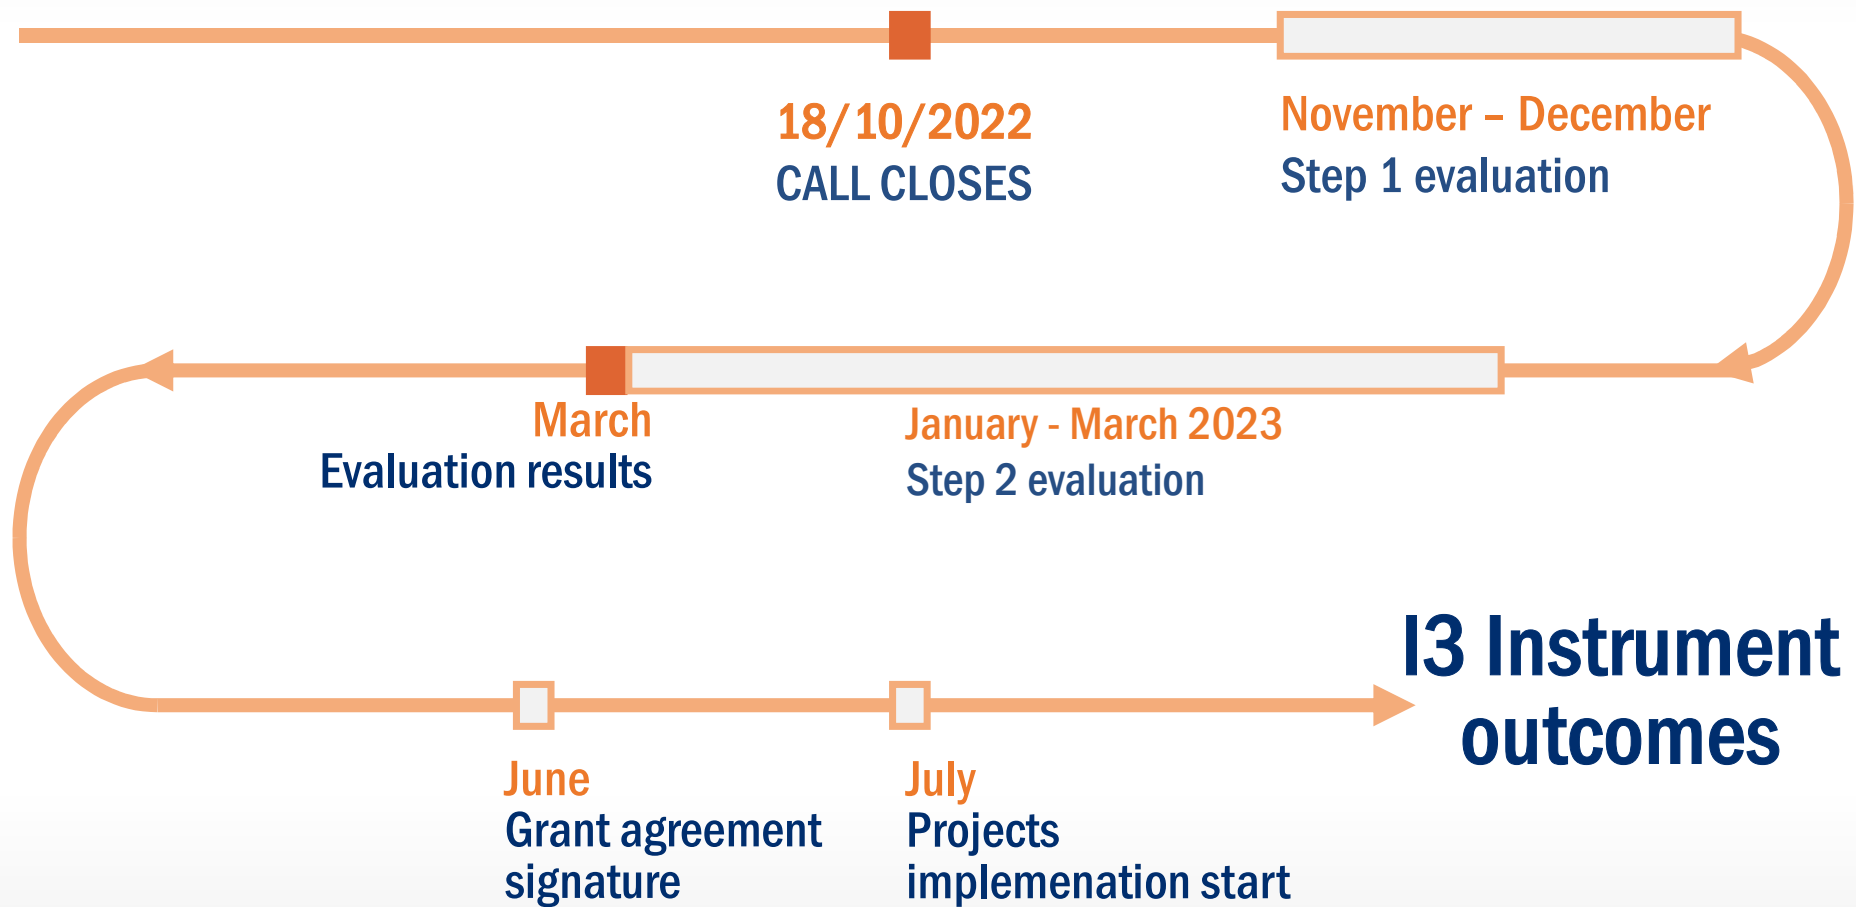 18/10/2022
CALL CLOSES
November – December
Step 1 evaluation
March
Evaluation results
January - March 2023
Step 2 evaluation
June
Grant agreement
signature
July
Projects
implemenation start
I3 Instrument
outcomes